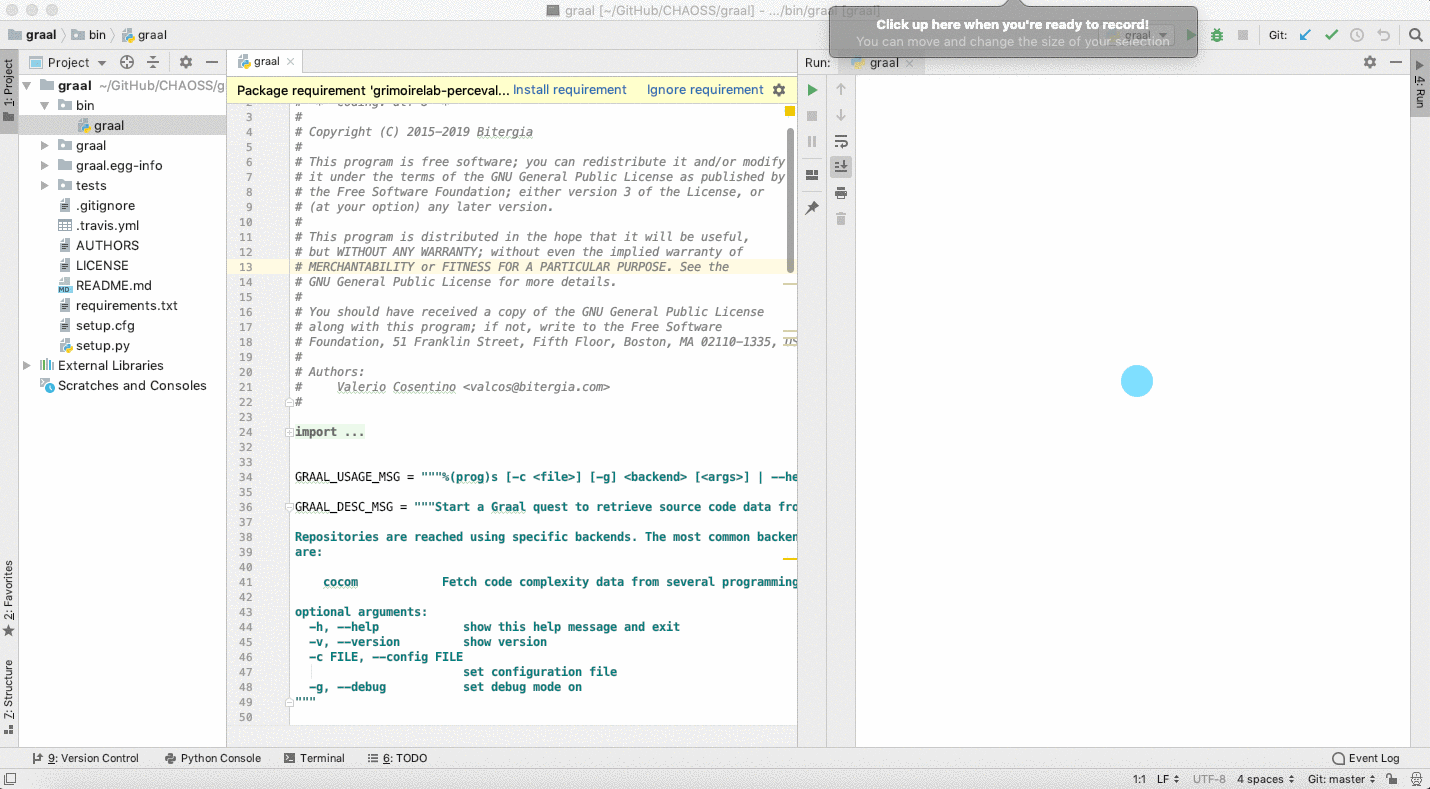 graal [~/GitHub/CHAOSS/graal] - .../bin/graal [graal]
Click up here when you're ready to record!
You can move and change the size of your selection
graal bin graal
graal
Git:
Project
graal
Run: graal
1: Project
4: Run
Package requirement 'grimoirelab-perceval... Install requirement Ignore requirement
graal ~/GitHub/CHAOSS/g
bin
graal
graal
graal.egg-info
tests
.gitignore
.travis.yml
AUTHORS
LICENSE
README.md
requirements.txt
setup.cfg
setup.py
External Libraries
Scratches and Consoles
3 #
4 # Copyright (C) 2015-2019 Bitergia
5 #
6 # This program is free software; you can redistribute it and/or modify
7 # it under the terms of the GNU General Public License as published by
8 # the Free Software Foundation; either version 3 of the License, or
9 # (at your option) any later version.
10 #
11 # This program is distributed in the hope that it will be useful,
12 # but WITHOUT ANY WARRANTY; without even the implied warranty of
13 # MERCHANTABILITY or FITNESS FOR A PARTICULAR PURPOSE. See the
14 # GNU General Public License for more details.
15 #
16 # You should have received a copy of the GNU General Public License
17 # along with this program; if not, write to the Free Software
18 # Foundation, 51 Franklin Street, Fifth Floor, Boston, MA 02110-1335, US
19 #
20 # Authors:
21 #     Valerio Cosentino <valcos@bitergia.com>
22 #
23
24 import ...
32
33
34 GRAAL_USAGE_MSG = """%(prog)s [-c <file>] [-g] <backend> [<args>] | --he
35
36 GRAAL_DESC_MSG = """Start a Graal quest to retrieve source code data fro
37
38 Repositories are reached using specific backends. The most common backen
39 are:
40
41     cocom            Fetch code complexity data from several programming
42
43 optional arguments:
44   -h, --help            show this help message and exit
45   -v, --version         show version
46   -c FILE, --config FILE
47                         set configuration file
48   -g, --debug           set debug mode on
49 """
50
2: Favorites
Z: Structure
9: Version Control Python Console Terminal 6: TODO Event Log
1:1 LF UTF-8 4 spaces Git: master